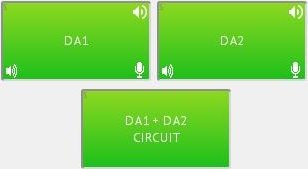 DA1
DA2
DA1 + DA2
CIRCUIT